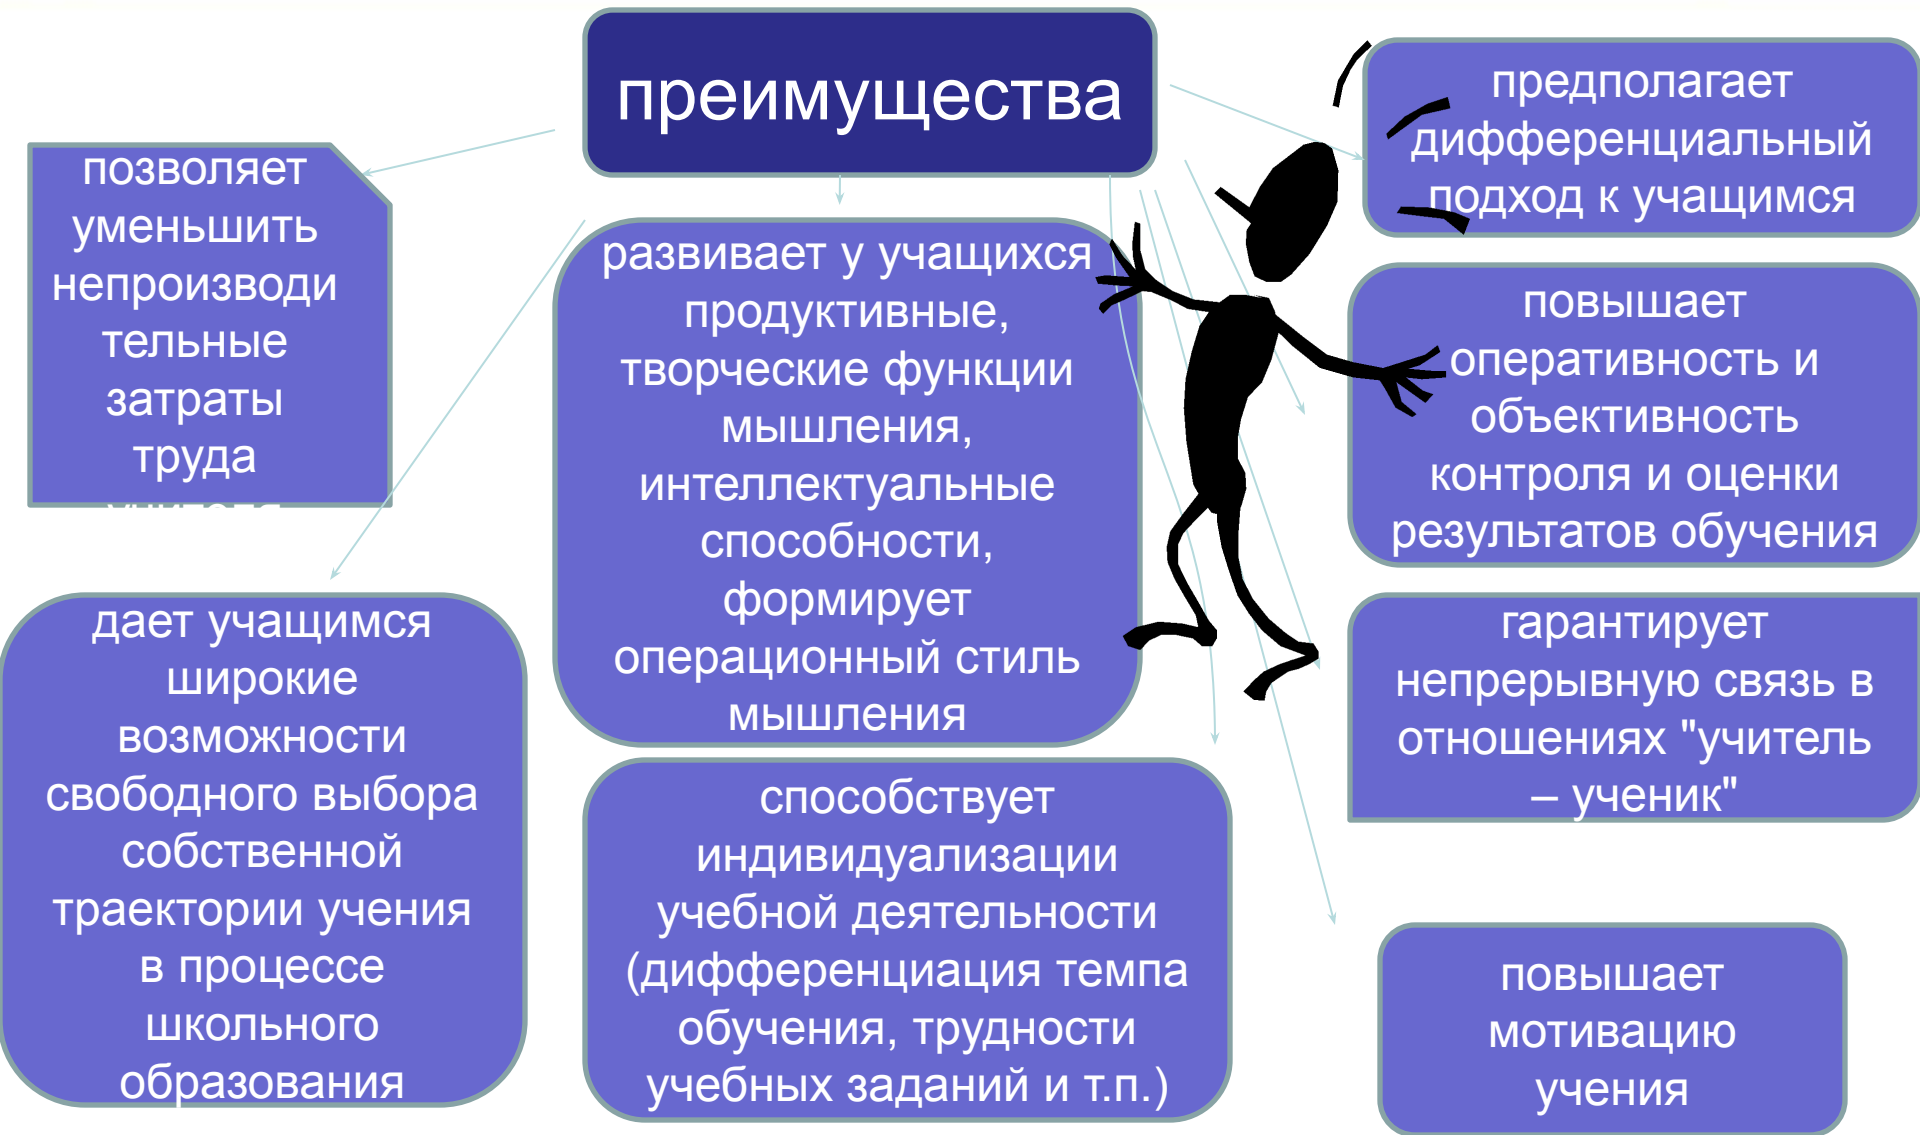 преимущества
позволяет
уменьшить
непроизводи
тельные
затраты
труда
учителя
дает учащимся
широкие
возможности
свободного выбора
собственной
траектории учения
в процессе
школьного
образования
развивает у учащихся
продуктивные,
творческие функции
мышления,
интеллектуальные
способности,
формирует
операционный стиль
мышления
способствует
индивидуализации
учебной деятельности
(дифференциация темпа
обучения, трудности
учебных заданий и т.п.)
предполагает
дифференциальный
подход к учащимся
повышает
оперативность и
объективность
контроля и оценки
результатов обучения
гарантирует
непрерывную связь в
отношениях "учитель
– ученик"
повышает
мотивацию
учения